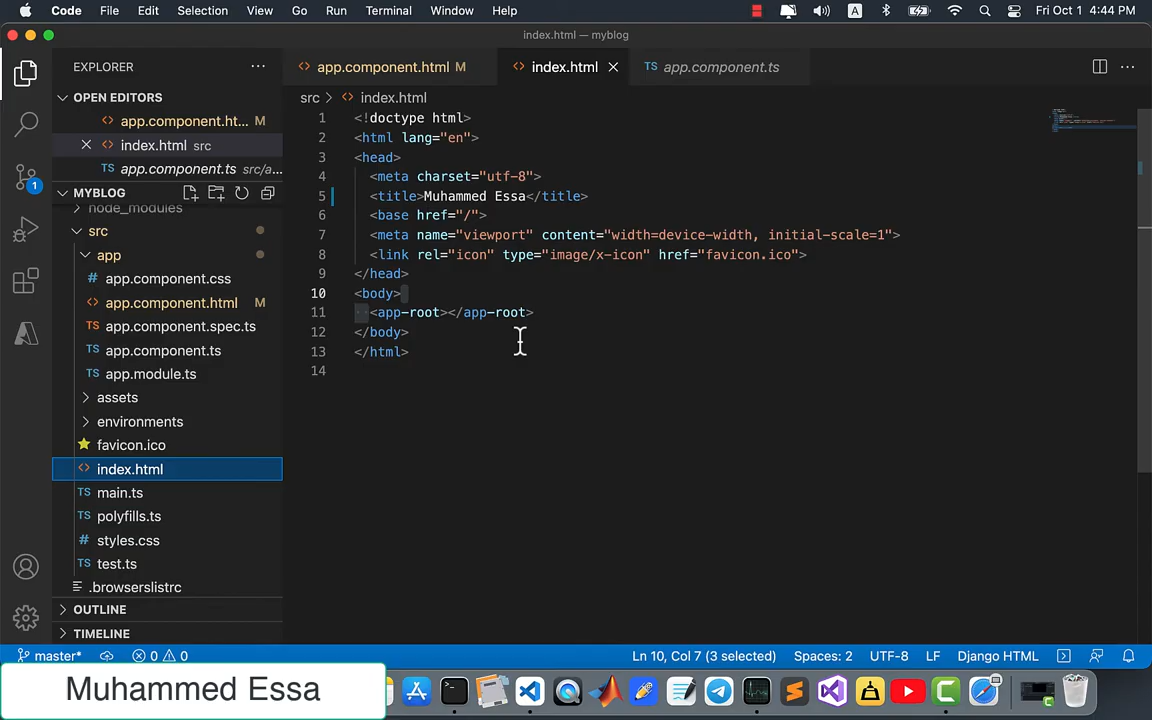 Code File Edit Selection View Go Run Terminal Window Help A Fri Oct 1 4:44 PM
index.html — myblog
EXPLORER
app.component.html M index.html app.component.ts
OPEN EDITORS
app.component.ht... M
index.html src
app.component.ts src/a...
MYBLOG
node_modules
src
app
app.component.css
app.component.html M
app.component.spec.ts
app.component.ts
app.module.ts
assets
environments
favicon.ico
index.html
main.ts
polyfills.ts
styles.css
test.ts
.browserslistrc
OUTLINE
TIMELINE
src > index.html
1 <!doctype html>
2 <html lang="en">
3 <head>
4 <meta charset="utf-8">
5 <title>Muhammed Essa</title>
6 <base href="/">
7 <meta name="viewport" content="width=device-width, initial-scale=1">
8 <link rel="icon" type="image/x-icon" href="favicon.ico">
9 </head>
10 <body>
11 <app-root></app-root>
12 </body>
13 </html>
14
1
master* 0 0 Ln 10, Col 7 (3 selected) Spaces: 2 UTF-8 LF Django HTML
Muhammed Essa